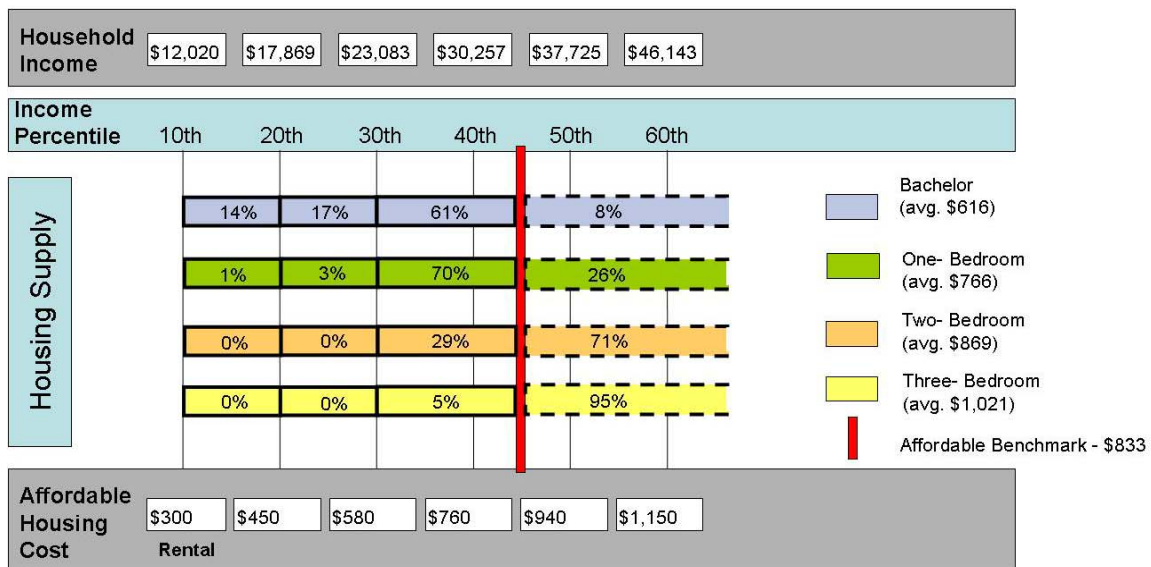 Household
Income
$12,020 $17,869 $23,083 $30,257 $37,725 $46,143
Income
Percentile 10th 20th 30th 40th 50th 60th
Housing Supply
14% 17% 61% 8%
1% 3% 70% 26%
0% 0% 29% 71%
0% 0% 5% 95%
Bachelor
(avg. $616)
One- Bedroom
(avg. $766)
Two- Bedroom
(avg. $869)
Three- Bedroom
(avg. $1,021)
Affordable Benchmark - $833
Affordable
Housing
Cost
$300 $450 $580 $760 $940 $1,150
Rental